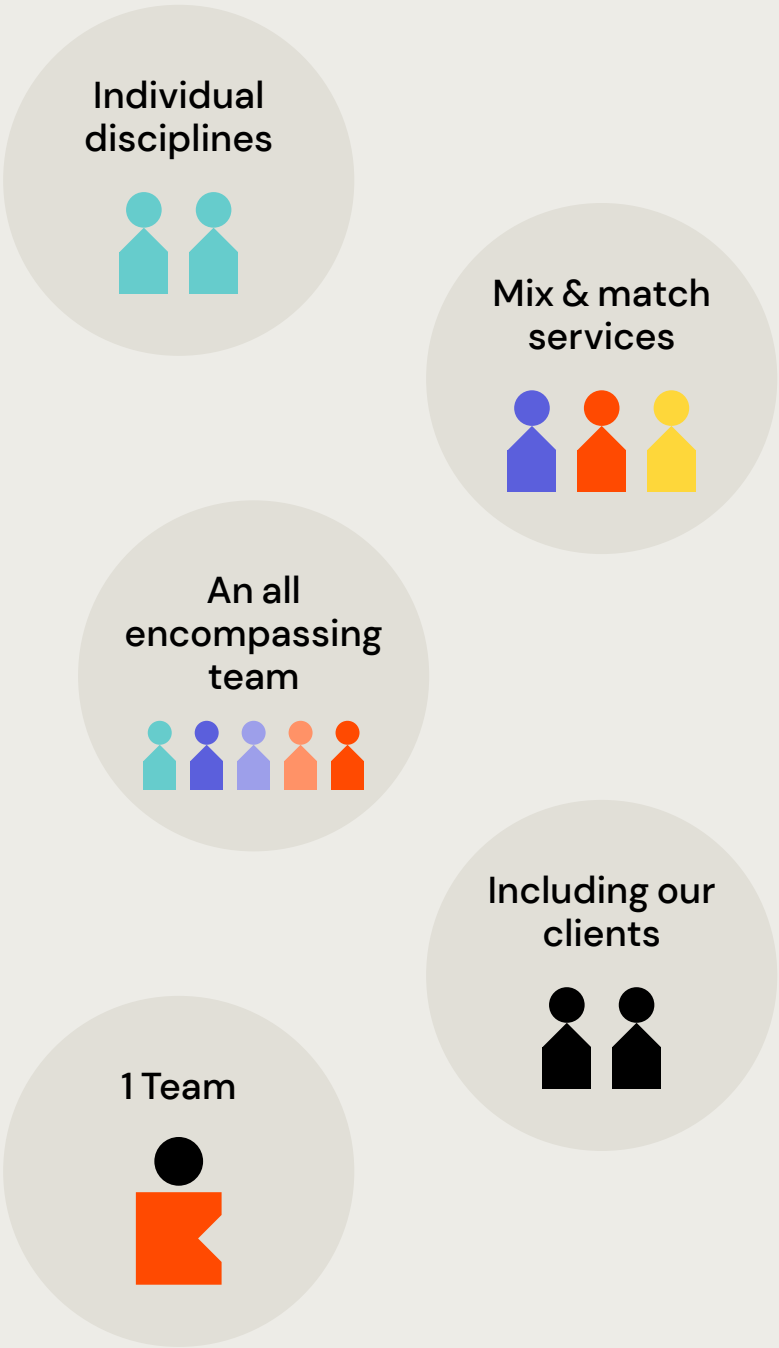 Individual
disciplines
Mix & match
services
An all
encompassing
team
Including our
clients
1 Team